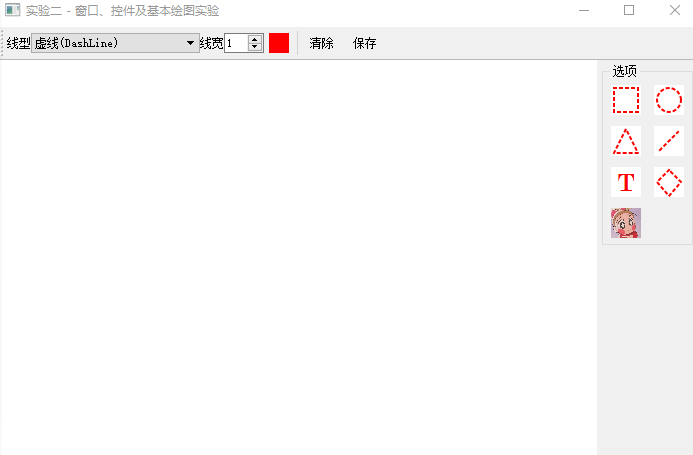 实验二 - 窗口、控件及基本绘图实验
线型 虚线(DashLine) 线宽 1 清除 保存
选项
T